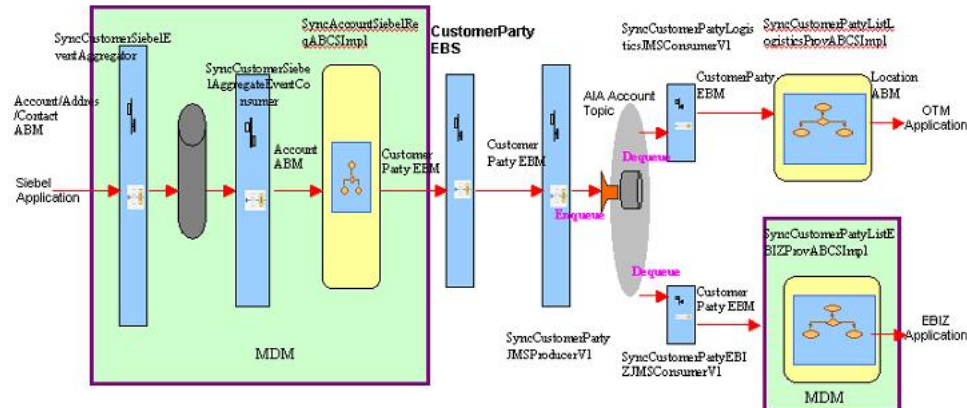 SyncCustomerSiebelE
ventAggregator
Account/Addres
/Contact
ABM
Siebel
Application
SyncCustomerSiebe
lAggregateEventCo
nsumer
Account
ABM
SyncAccountSiebelRe
qABCSImpl
Customer
Party EBM
MDM
CustomerParty
EBS
Customer
Party EBM
SyncCustomerParty
JMSProducerV1
Enqueue
AIA Account
Topic
Dequeue
Dequeue
SyncCustomerPartyLogis
ticsJMSConsumerV1
CustomerParty
EBM
SyncCustomerPartyListL
ogisticsProvABCSImpl
Location
ABM
OTM
Application
SyncCustomerPartyEBI
ZJMSConsumerV1
Customer
Party EBM
SyncCustomerPartyListE
BIZProvABCSImpl
MDM
EBIZ
Application